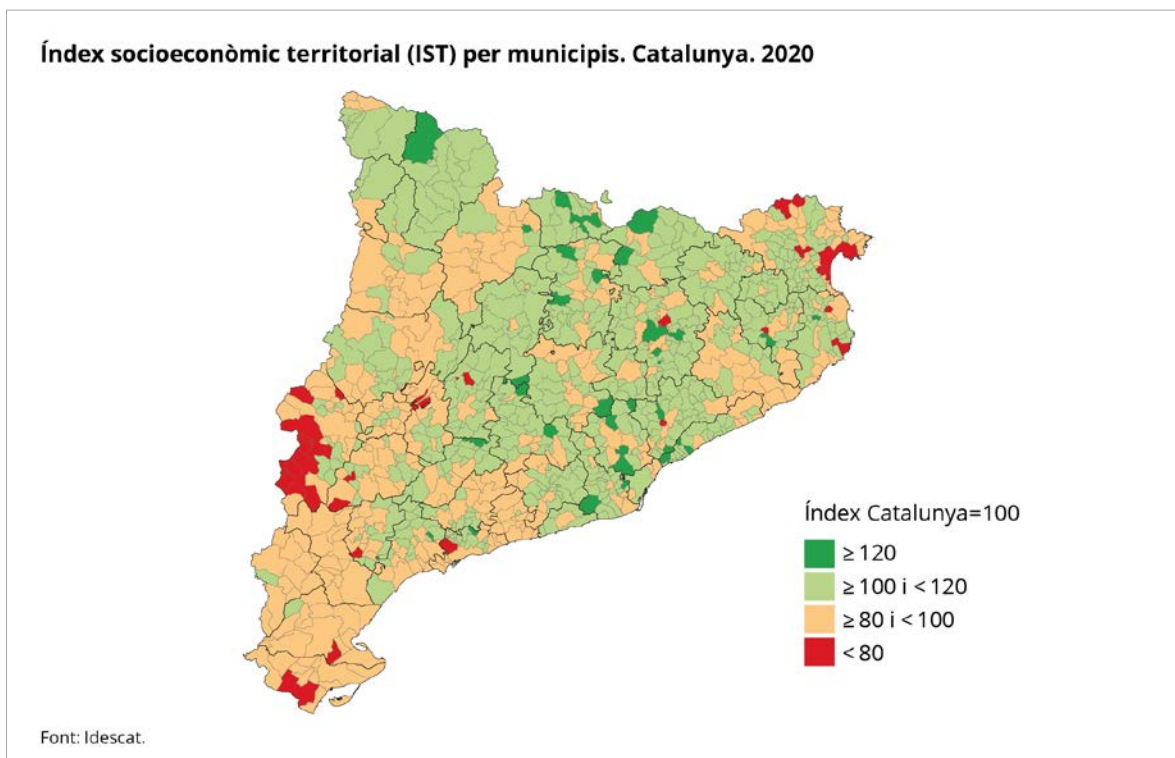 Índex socioeconòmic territorial (IST) per municipis. Catalunya. 2020
Índex Catalunya=100
≥ 120
≥ 100 i < 120
≥ 80 i < 100
< 80
Font: Idescat.